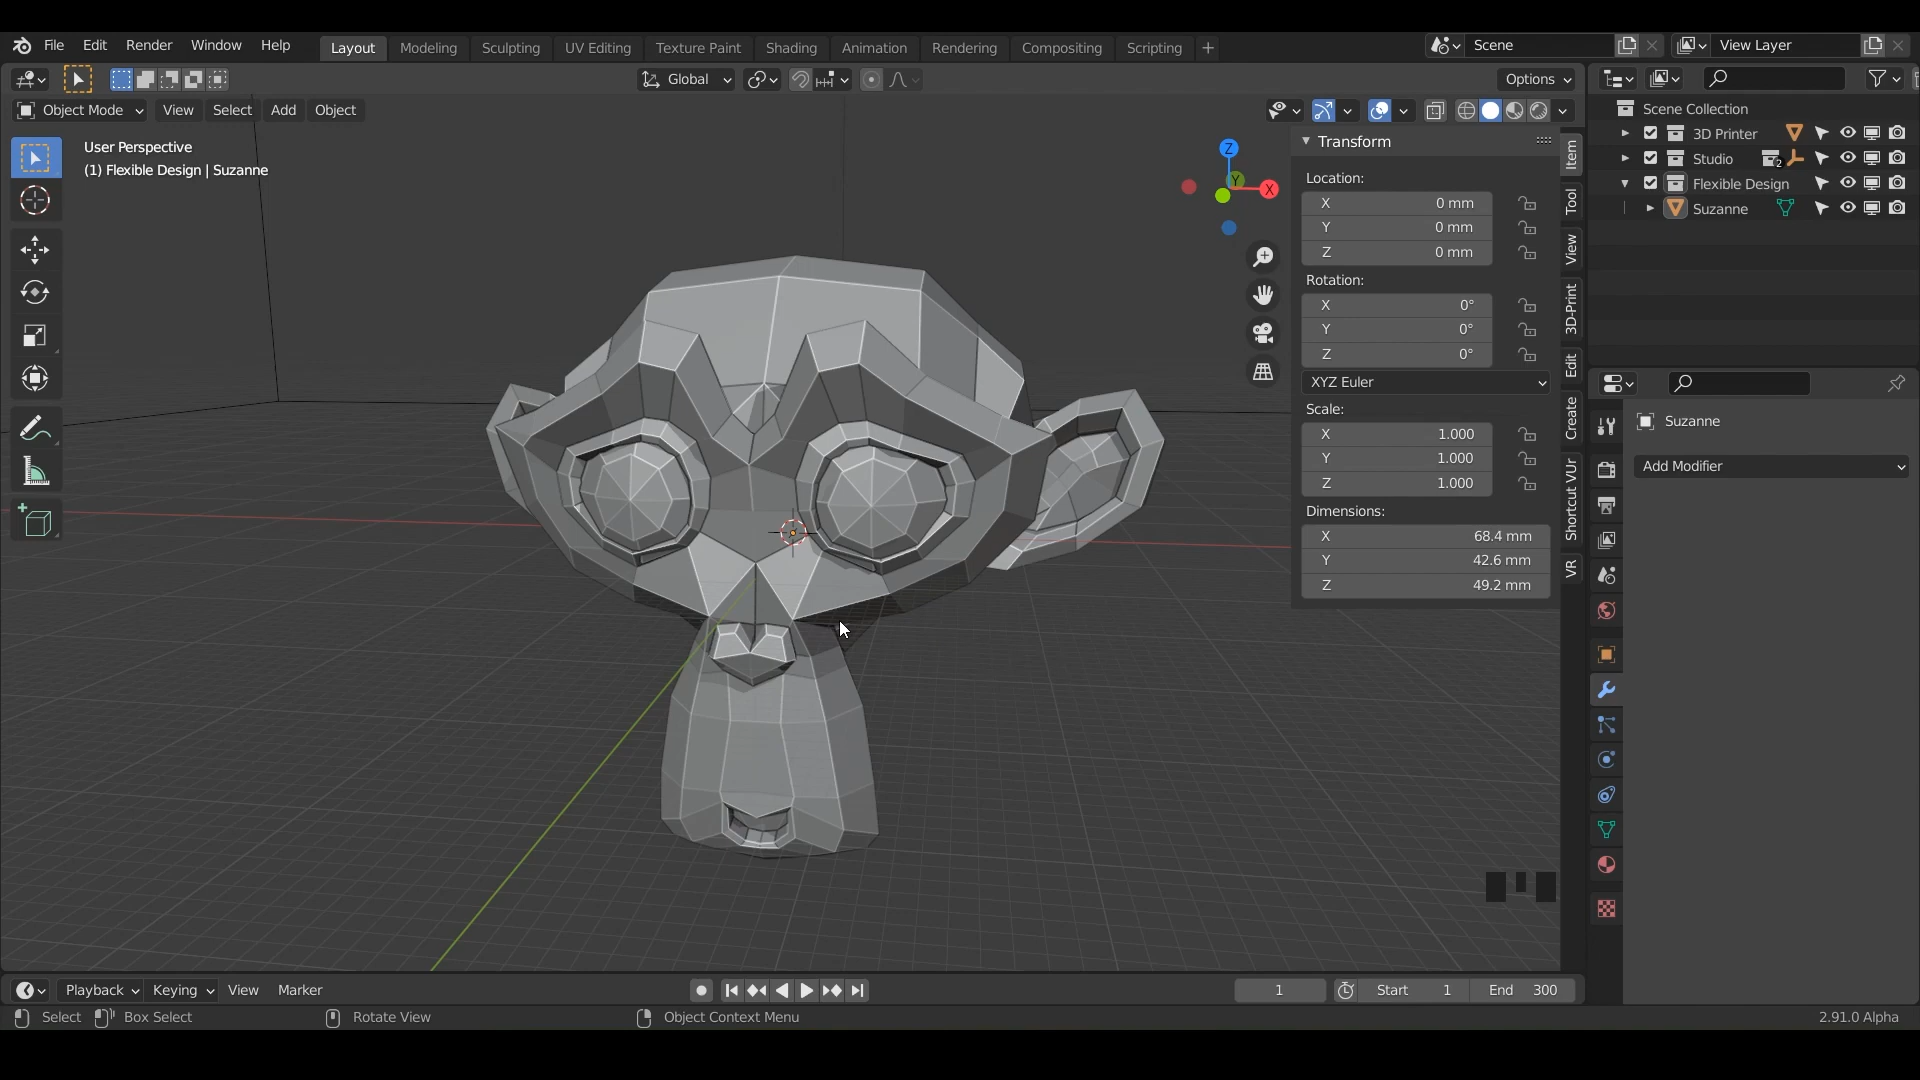 File Edit Render Window Help Layout Modeling Sculpting UV Editing Texture Paint Shading Animation Rendering Compositing Scripting + Scene View Layer
Global Options
Object Mode View Select Add Object
User Perspective
(1) Flexible Design | Suzanne
Z
Y
X
Transform
Location:
X 0 mm
Y 0 mm
Z 0 mm
Rotation:
X 0°
Y 0°
Z 0°
XYZ Euler
Scale:
X 1.000
Y 1.000
Z 1.000
Dimensions:
X 68.4 mm
Y 42.6 mm
Z 49.2 mm
Item
Tool
View
3D-Print
Edit
Create
Shortcut VUr
VR
Scene Collection
3D Printer
Studio 2
Flexible Design
Suzanne
Suzanne
Add Modifier
Playback Keying View Marker 1 Start 1 End 300
Select Box Select Rotate View Object Context Menu 2.91.0 Alpha